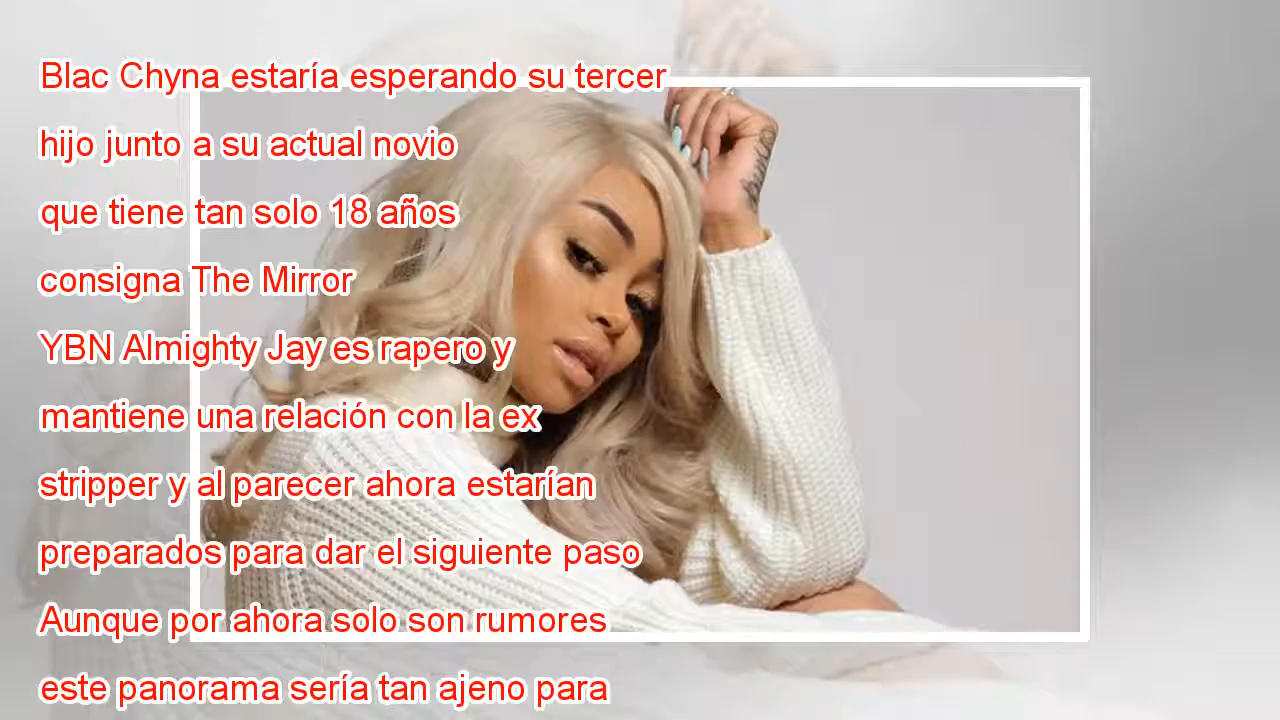 Blac Chyna estaría esperando su tercer
hijo junto a su actual novio
que tiene tan solo 18 años
consigna The Mirror
YBN Almighty Jay es rapero y
mantiene una relación con la ex
stripper y al parecer ahora estarían
preparados para dar el siguiente paso
Aunque por ahora solo son rumores
este panorama sería tan ajeno para